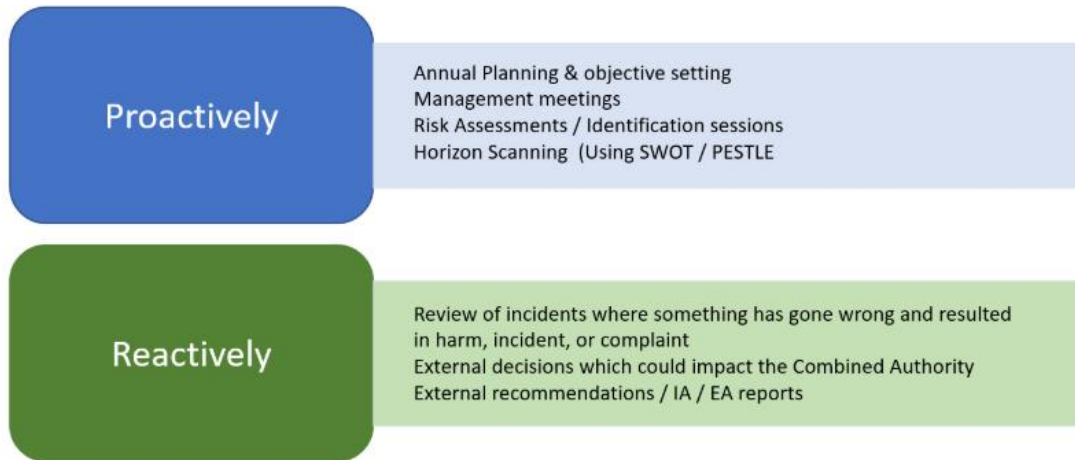 Proactively
Annual Planning & objective setting
Management meetings
Risk Assessments / Identification sessions
Horizon Scanning  (Using SWOT / PESTLE
Reactively
Review of incidents where something has gone wrong and resulted
in harm, incident, or complaint
External decisions which could impact the Combined Authority
External recommendations / IA / EA reports